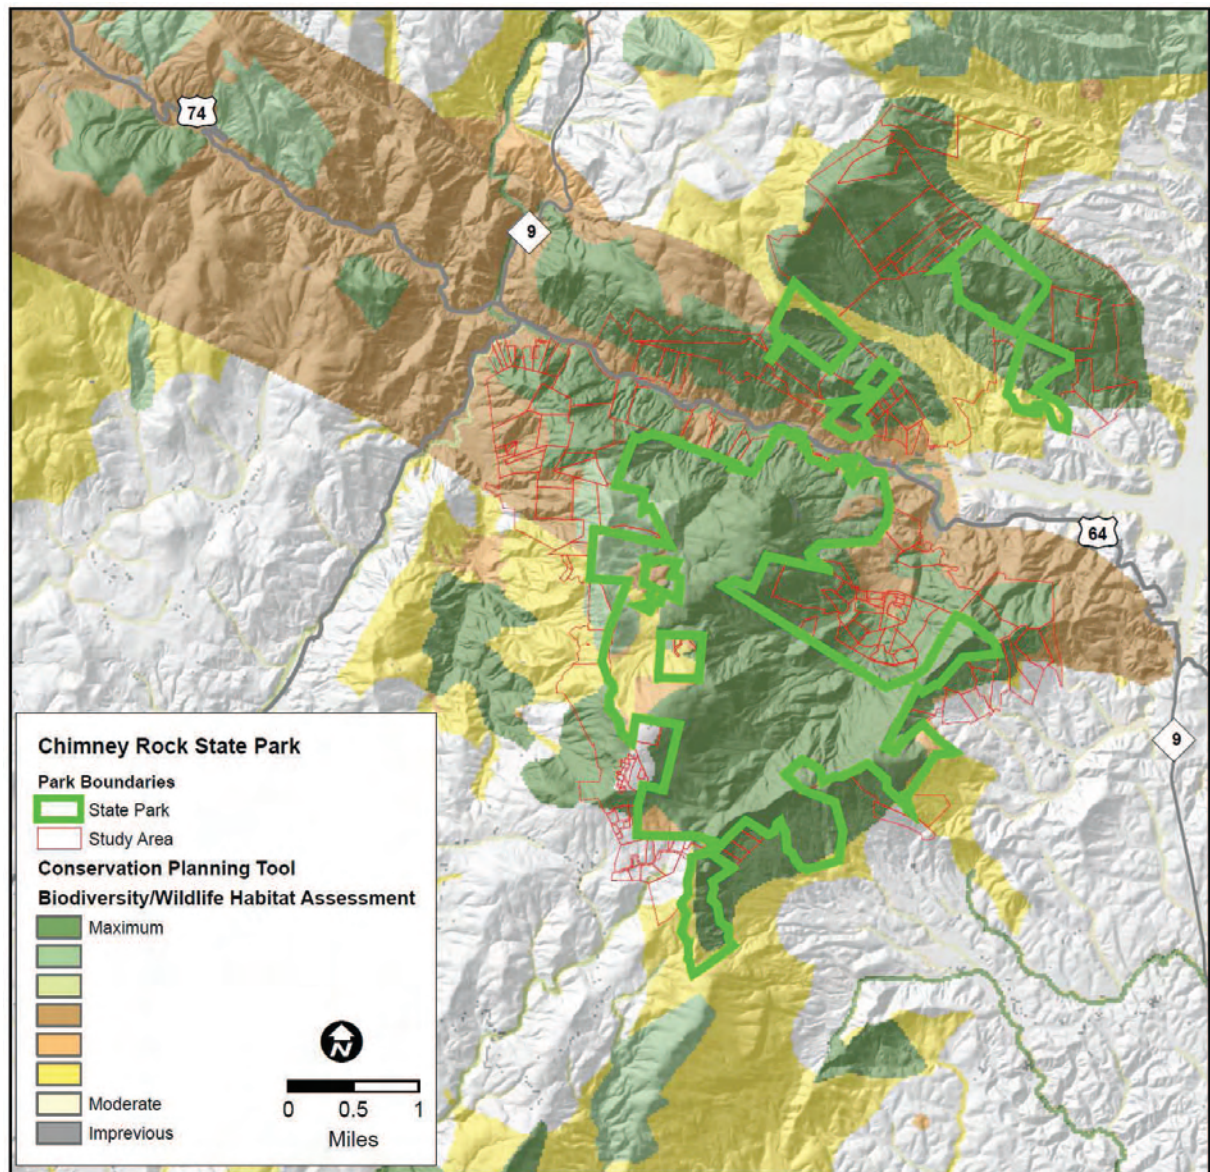 74
9
64
9
Chimney Rock State Park
Park Boundaries
State Park
Study Area
Conservation Planning Tool
Biodiversity/Wildlife Habitat Assessment
Maximum
Moderate
Imprevious
N
0 0.5 1
Miles